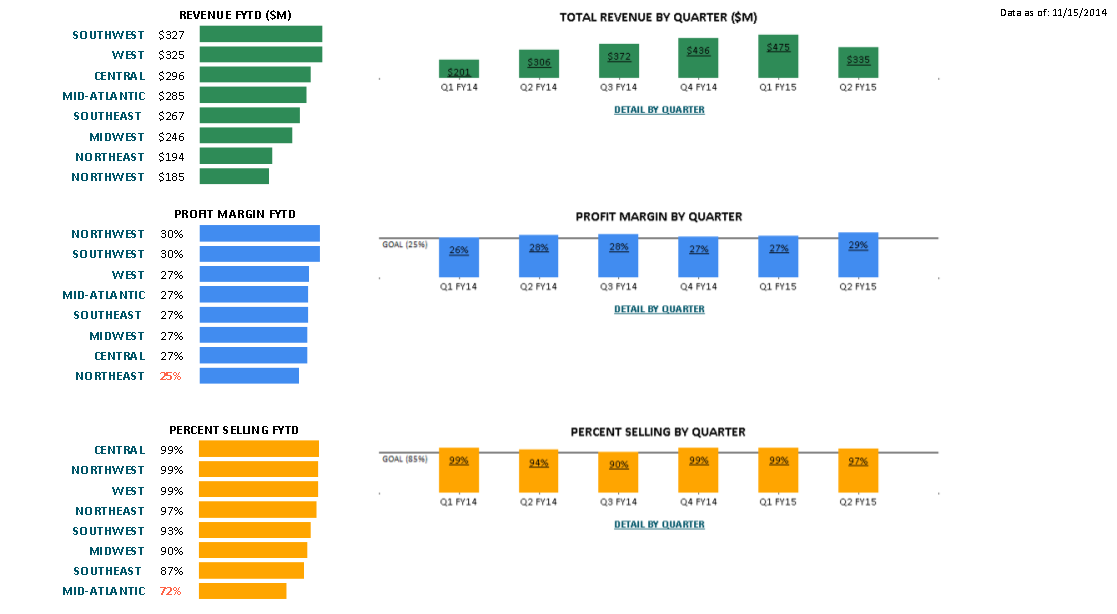 Data as of: 11/15/2014
REVENUE FYTD ($M)
SOUTHWEST $327
WEST $325
CENTRAL $296
MID-ATLANTIC $285
SOUTHEAST $267
MIDWEST $246
NORTHEAST $194
NORTHWEST $185
TOTAL REVENUE BY QUARTER ($M)
$201 $306 $372 $436 $475 $335
Q1 FY14 Q2 FY14 Q3 FY14 Q4 FY14 Q1 FY15 Q2 FY15
DETAIL BY QUARTER
PROFIT MARGIN FYTD
NORTHWEST 30%
SOUTHWEST 30%
WEST 27%
MID-ATLANTIC 27%
SOUTHEAST 27%
MIDWEST 27%
CENTRAL 27%
NORTHEAST 25%
PROFIT MARGIN BY QUARTER
GOAL (25%)
26% 28% 28% 27% 27% 29%
Q1 FY14 Q2 FY14 Q3 FY14 Q4 FY14 Q1 FY15 Q2 FY15
DETAIL BY QUARTER
PERCENT SELLING FYTD
CENTRAL 99%
NORTHWEST 99%
WEST 99%
NORTHEAST 97%
SOUTHWEST 93%
MIDWEST 90%
SOUTHEAST 87%
MID-ATLANTIC 72%
PERCENT SELLING BY QUARTER
GOAL (85%)
99% 94% 90% 99% 99% 97%
Q1 FY14 Q2 FY14 Q3 FY14 Q4 FY14 Q1 FY15 Q2 FY15
DETAIL BY QUARTER